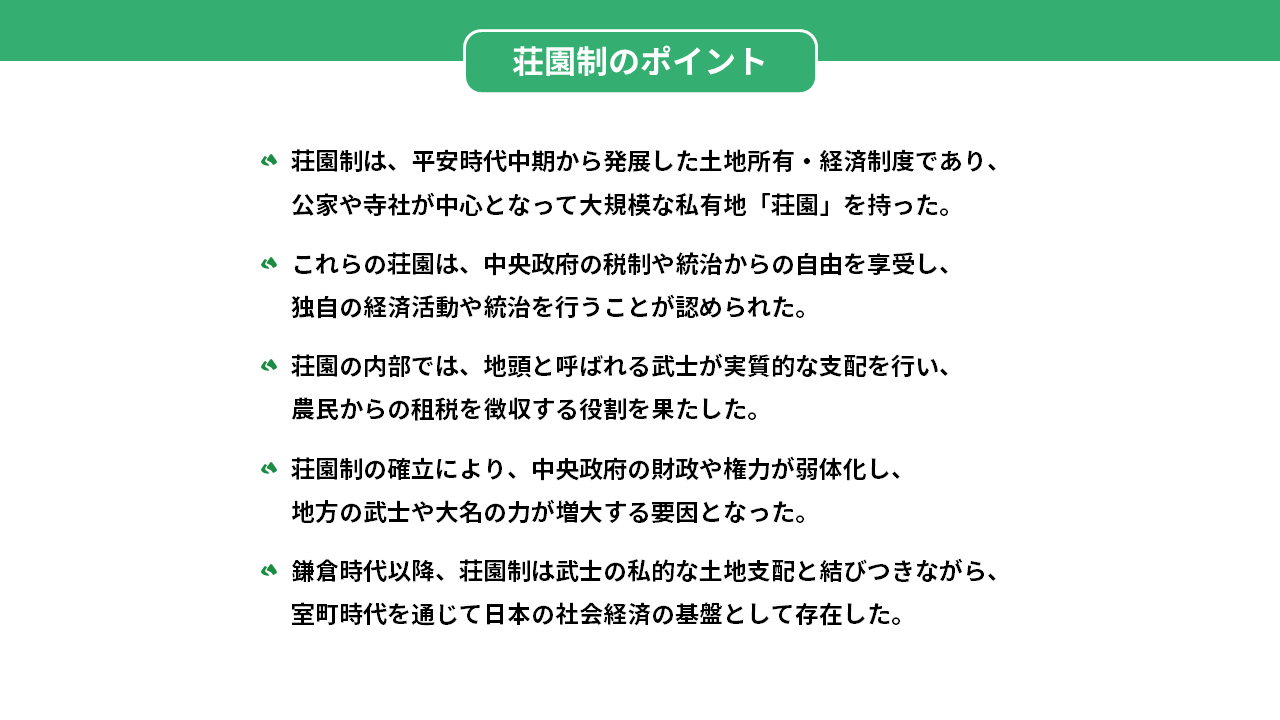 荘園制のポイント
荘園制は、平安時代中期から発展した土地所有・経済制度であり、
公家や寺社が中心となって大規模な私有地「荘園」を持った。
これらの荘園は、中央政府の税制や統治からの自由を享受し、
独自の経済活動や統治を行うことが認められた。
荘園の内部では、地頭と呼ばれる武士が実質的な支配を行い、
農民からの租税を徴収する役割を果たした。
荘園制の確立により、中央政府の財政や権力が弱体化し、
地方の武士や大名の力が増大する要因となった。
鎌倉時代以降、荘園制は武士の私的な土地支配と結びつきながら、
室町時代を通じて日本の社会経済の基盤として存在した。